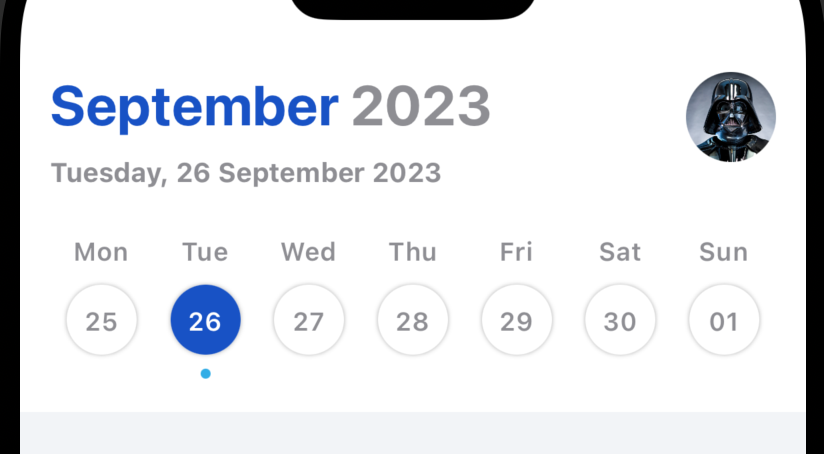 September 2023
Tuesday, 26 September 2023
Mon Tue Wed Thu Fri Sat Sun
25 26 27 28 29 30 01